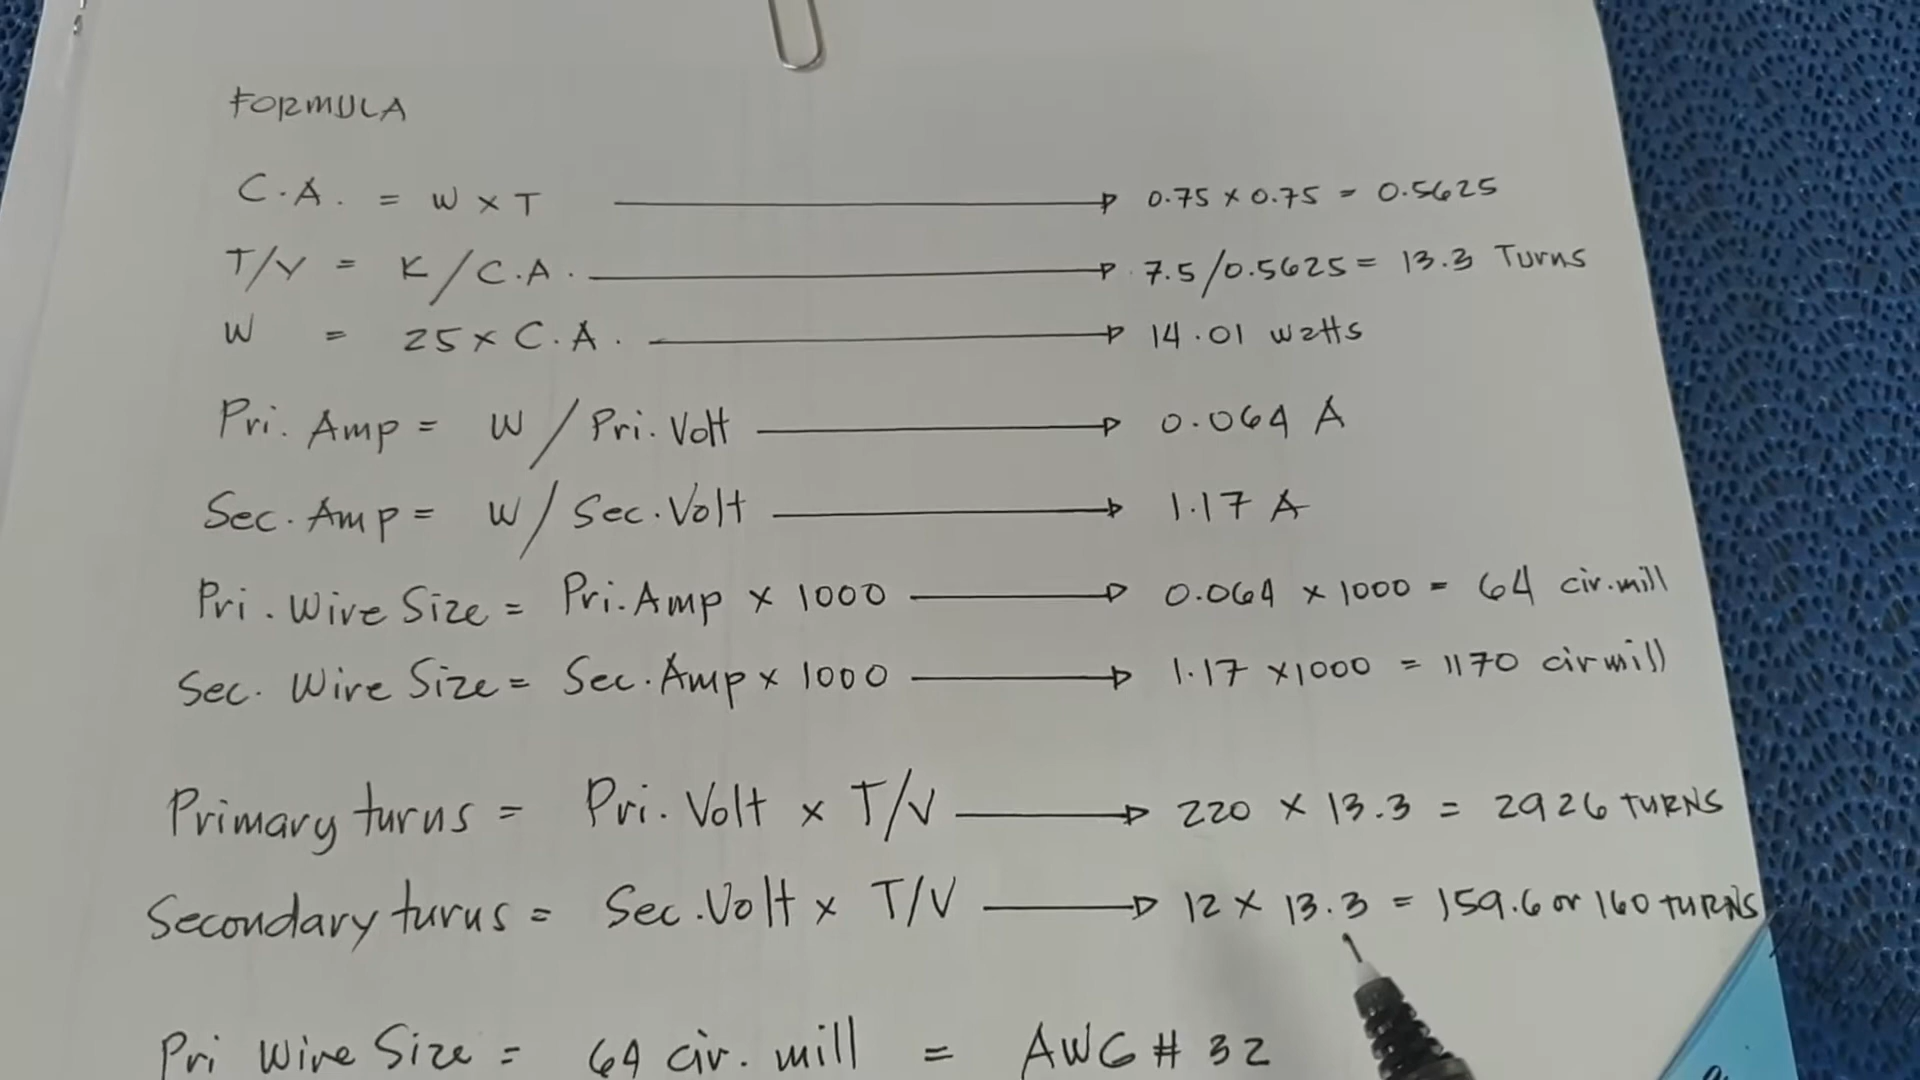 FORMULA
C.A. = W x T → 0.75 x 0.75 = 0.5625
T/V = K/C.A. → 7.5/0.5625 = 13.3 Turns
W = 25 x C.A. → 14.01 watts
Pri. Amp = W / Pri. Volt → 0.064 A
Sec. Amp = W / Sec. Volt → 1.17 A
Pri. Wire Size = Pri. Amp x 1000 → 0.064 x 1000 = 64 cir.mill
Sec. Wire Size = Sec. Amp x 1000 → 1.17 x 1000 = 1170 cir mill
Primary turns = Pri. Volt x T/V → 220 x 13.3 = 2926 TURNS
Secondary turns = Sec. Volt x T/V → 12 x 13.3 = 159.6 or 160 TURNS
Pri Wire Size = 64 cir. mill = AWG # 32